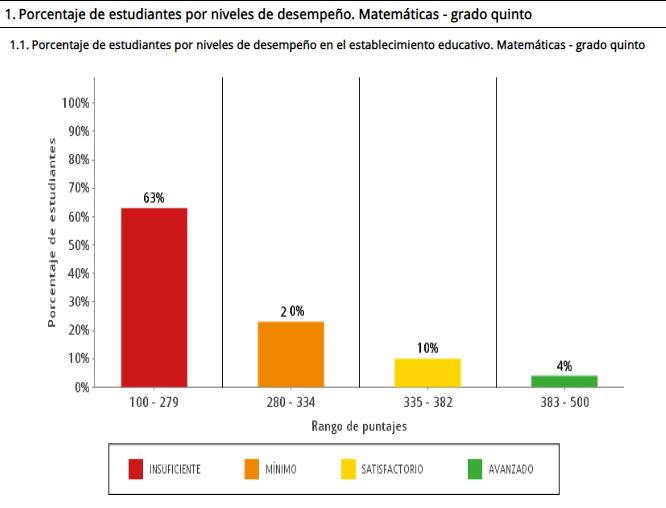 1. Porcentaje de estudiantes por niveles de desempeño. Matemáticas - grado quinto
1.1. Porcentaje de estudiantes por niveles de desempeño en el establecimiento educativo. Matemáticas - grado quinto
Porcentaje de estudiantes
100%
90%
80%
70%
60%
50%
40%
30%
20%
10%
0%
63%
2 0%
10%
4%
100 - 279
280 - 334
335 - 382
383 - 500
Rango de puntajes
INSUFICIENTE
MÍNIMO
SATISFACTORIO
AVANZADO